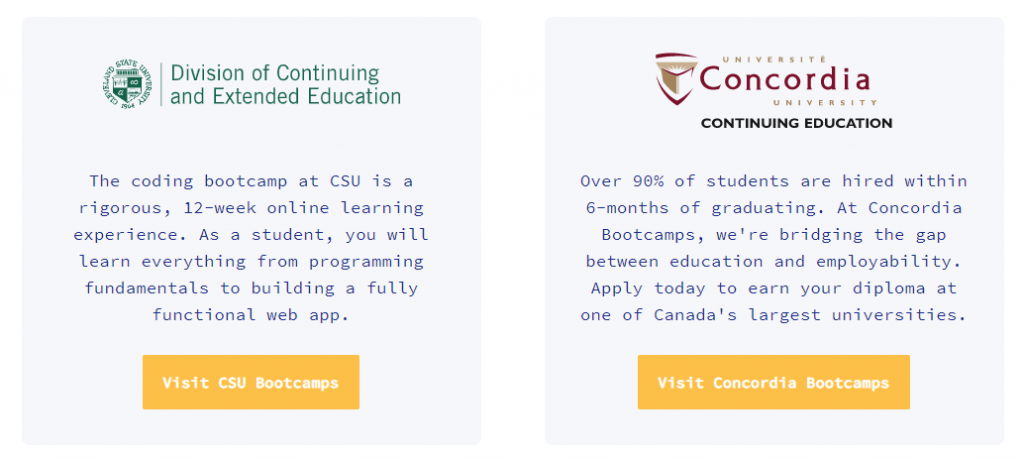 CLEVELAND STATE UNIVERSITY
1964
Division of Continuing
and Extended Education
The coding bootcamp at CSU is a
rigorous, 12-week online learning
experience. As a student, you will
learn everything from programming
fundamentals to building a fully
functional web app.
Visit CSU Bootcamps
UNIVERSITÉ
Concordia
UNIVERSITY
CONTINUING EDUCATION
Over 90% of students are hired within
6-months of graduating. At Concordia
Bootcamps, we're bridging the gap
between education and employability.
Apply today to earn your diploma at
one of Canada's largest universities.
Visit Concordia Bootcamps